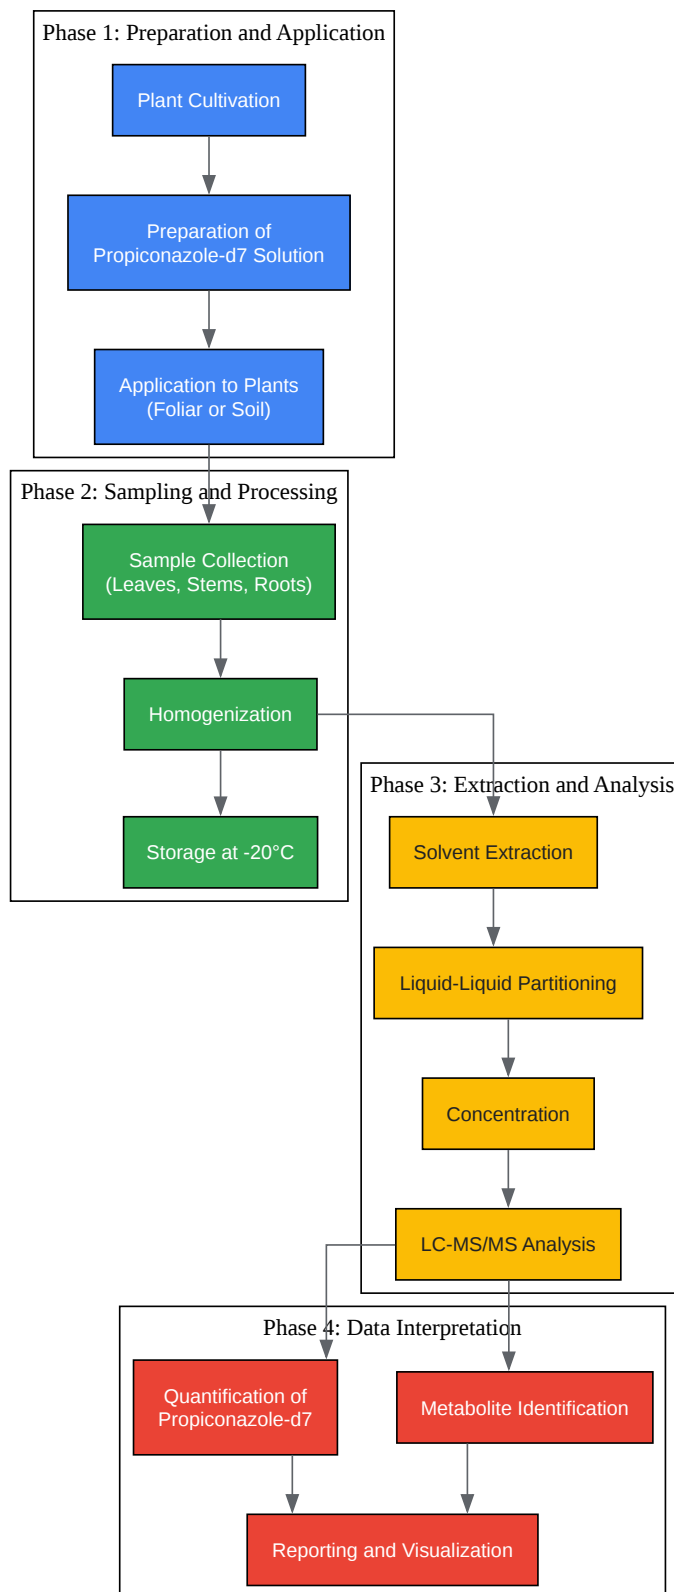 Phase 1: Preparation and Application
Plant Cultivation
Preparation of
Propiconazole-d7 Solution
Application to Plants
(Foliar or Soil)
Phase 2: Sampling and Processing
Sample Collection
(Leaves, Stems, Roots)
Homogenization
Storage at -20°C
Phase 3: Extraction and Analysis
Solvent Extraction
Liquid-Liquid Partitioning
Concentration
LC-MS/MS Analysis
Phase 4: Data Interpretation
Quantification of
Propiconazole-d7
Metabolite Identification
Reporting and Visualization